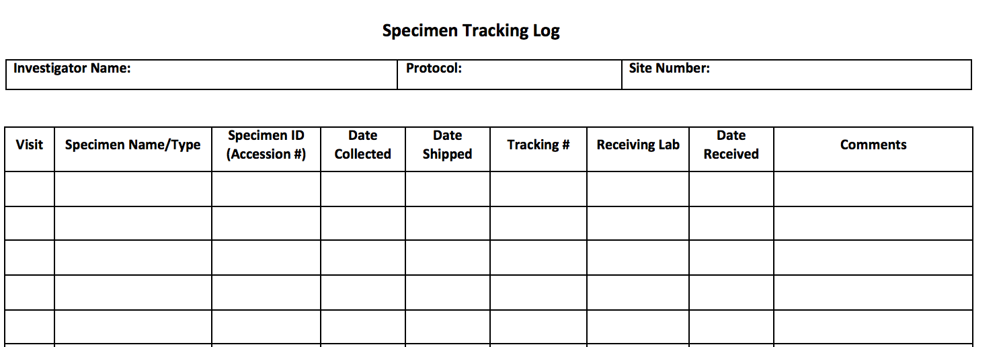 Specimen Tracking Log
Investigator Name: Protocol: Site Number:
Visit Specimen Name/Type Specimen ID (Accession #) Date Collected Date Shipped Tracking # Receiving Lab Date Received Comments